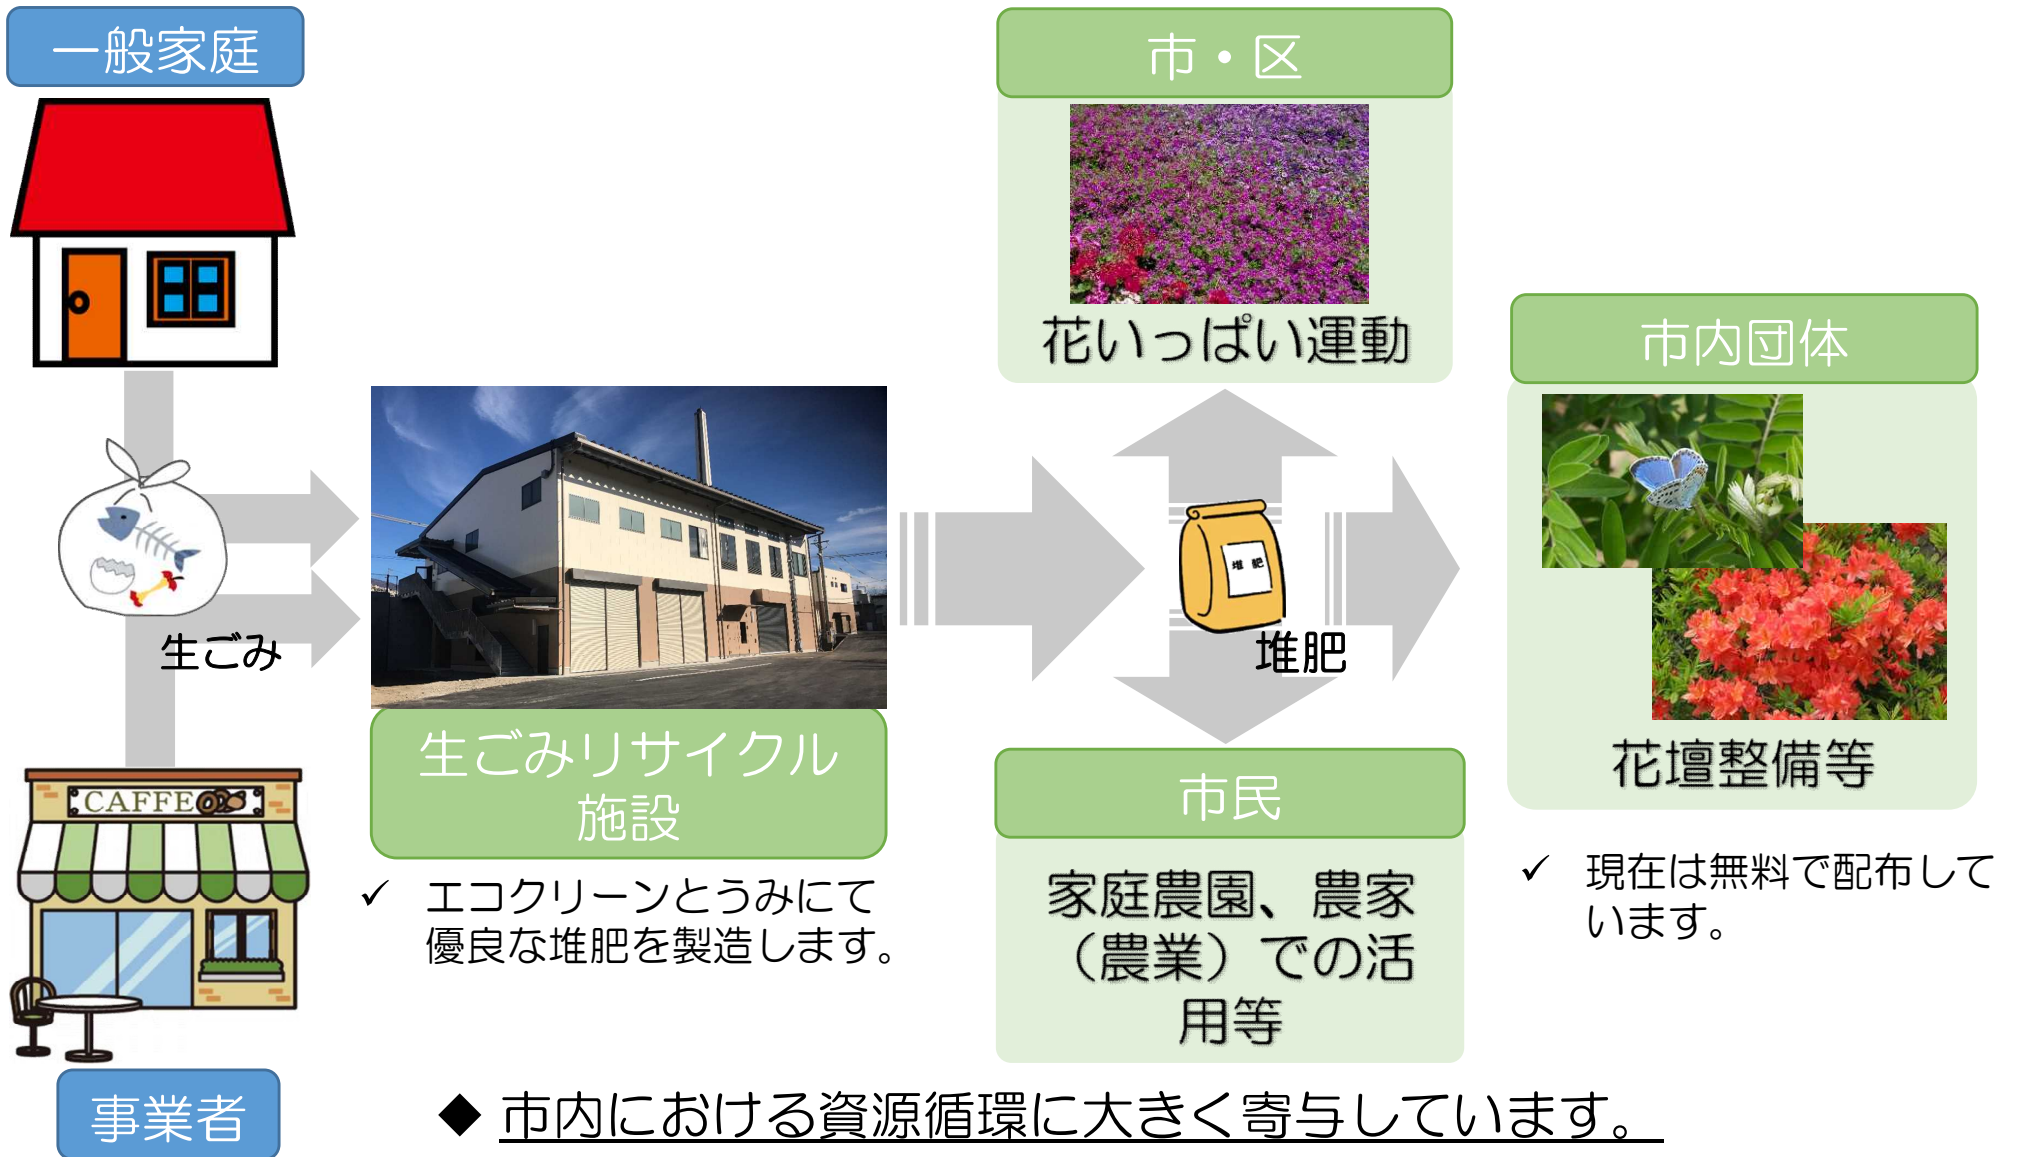 一般家庭
生ごみ
CAFFE
事業者
生ごみリサイクル
施設
✓ エコクリーンとうみにて
優良な堆肥を製造します。
市・区
花いっぱい運動
堆肥
堆肥
市民
家庭農園、農家
（農業）での活
用等
市内団体
花壇整備等
✓ 現在は無料で配布して
います。
◆ 市内における資源循環に大きく寄与しています。